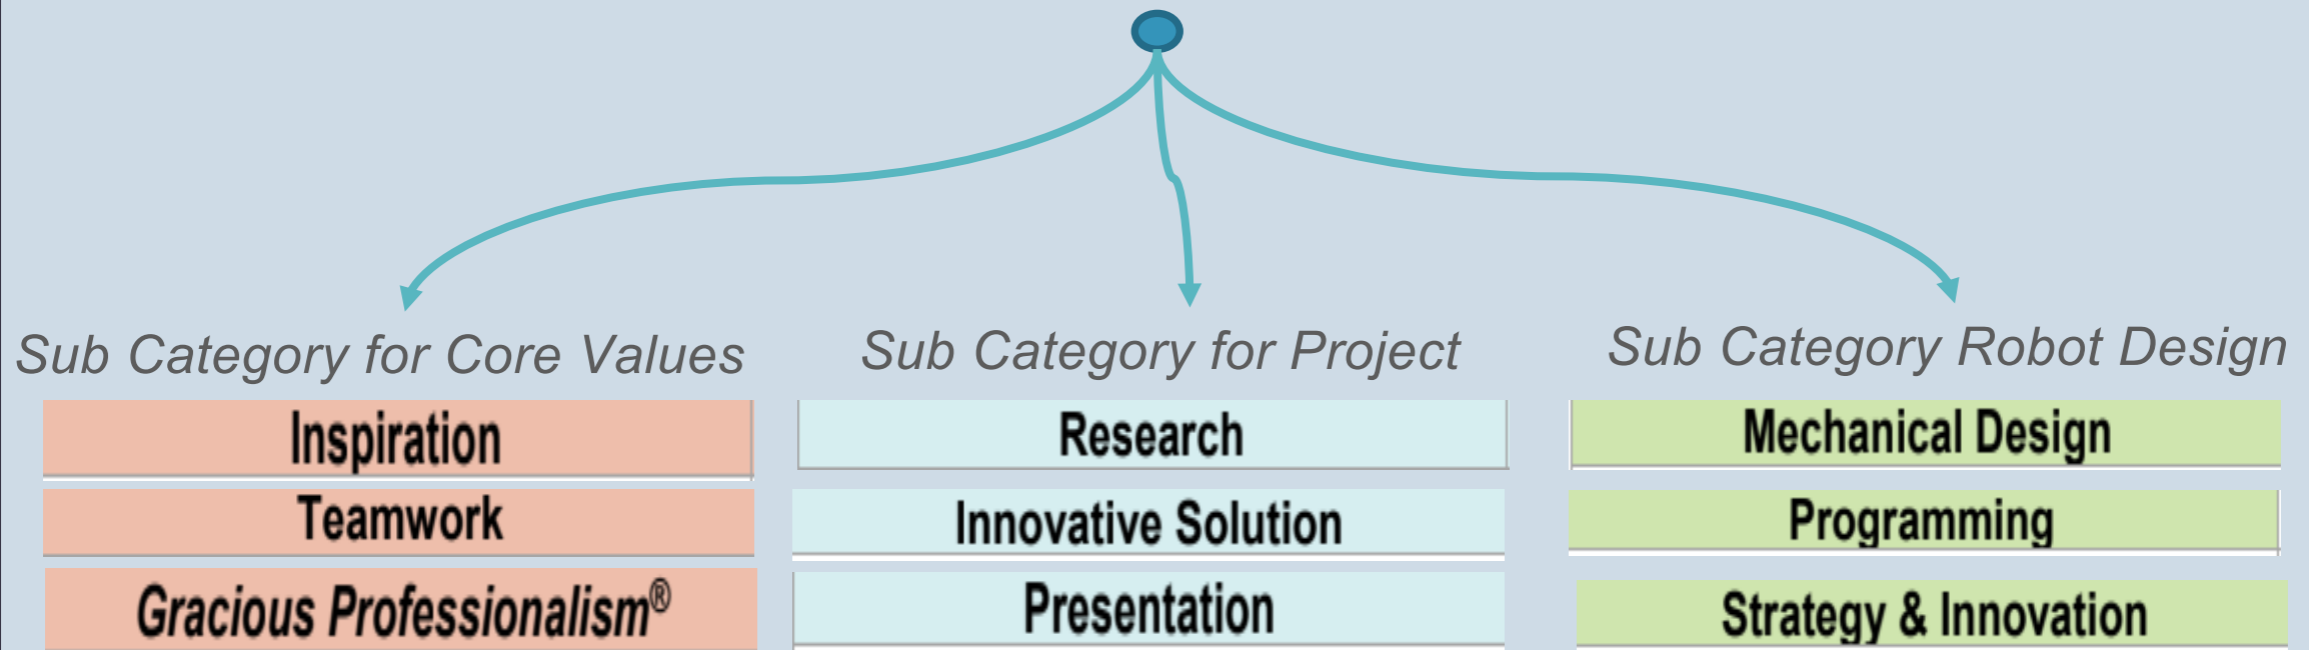 Sub Category for Core Values
Inspiration
Teamwork
Gracious Professionalism®
Sub Category for Project
Research
Innovative Solution
Presentation
Sub Category Robot Design
Mechanical Design
Programming
Strategy & Innovation